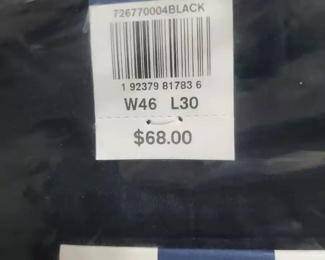 726770004BLACK
1 92379 81783 6
W46 L30
$68.00